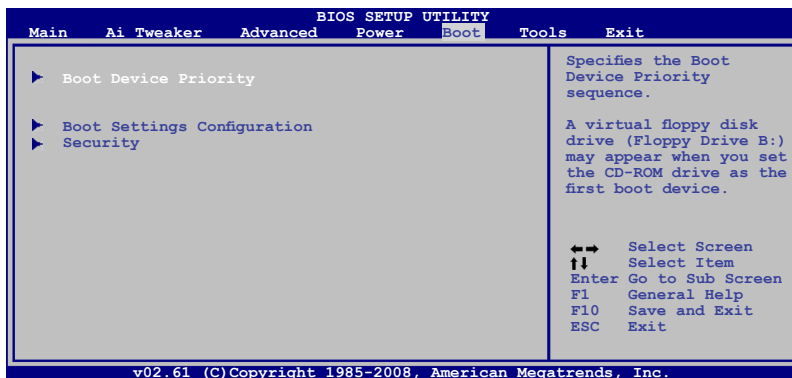 BIOS SETUP UTILITY
Main Ai Tweaker Advanced Power Boot Tools Exit
Boot Device Priority
Boot Settings Configuration
Security
Specifies the Boot
Device Priority
sequence.
A virtual floppy disk
drive (Floppy Drive B:)
may appear when you set
the CD-ROM drive as the
first boot device.
←→ Select Screen
↑↓ Select Item
Enter Go to Sub Screen
F1 General Help
F10 Save and Exit
ESC Exit
v02.61 (C)Copyright 1985-2008, American Megatrends, Inc.